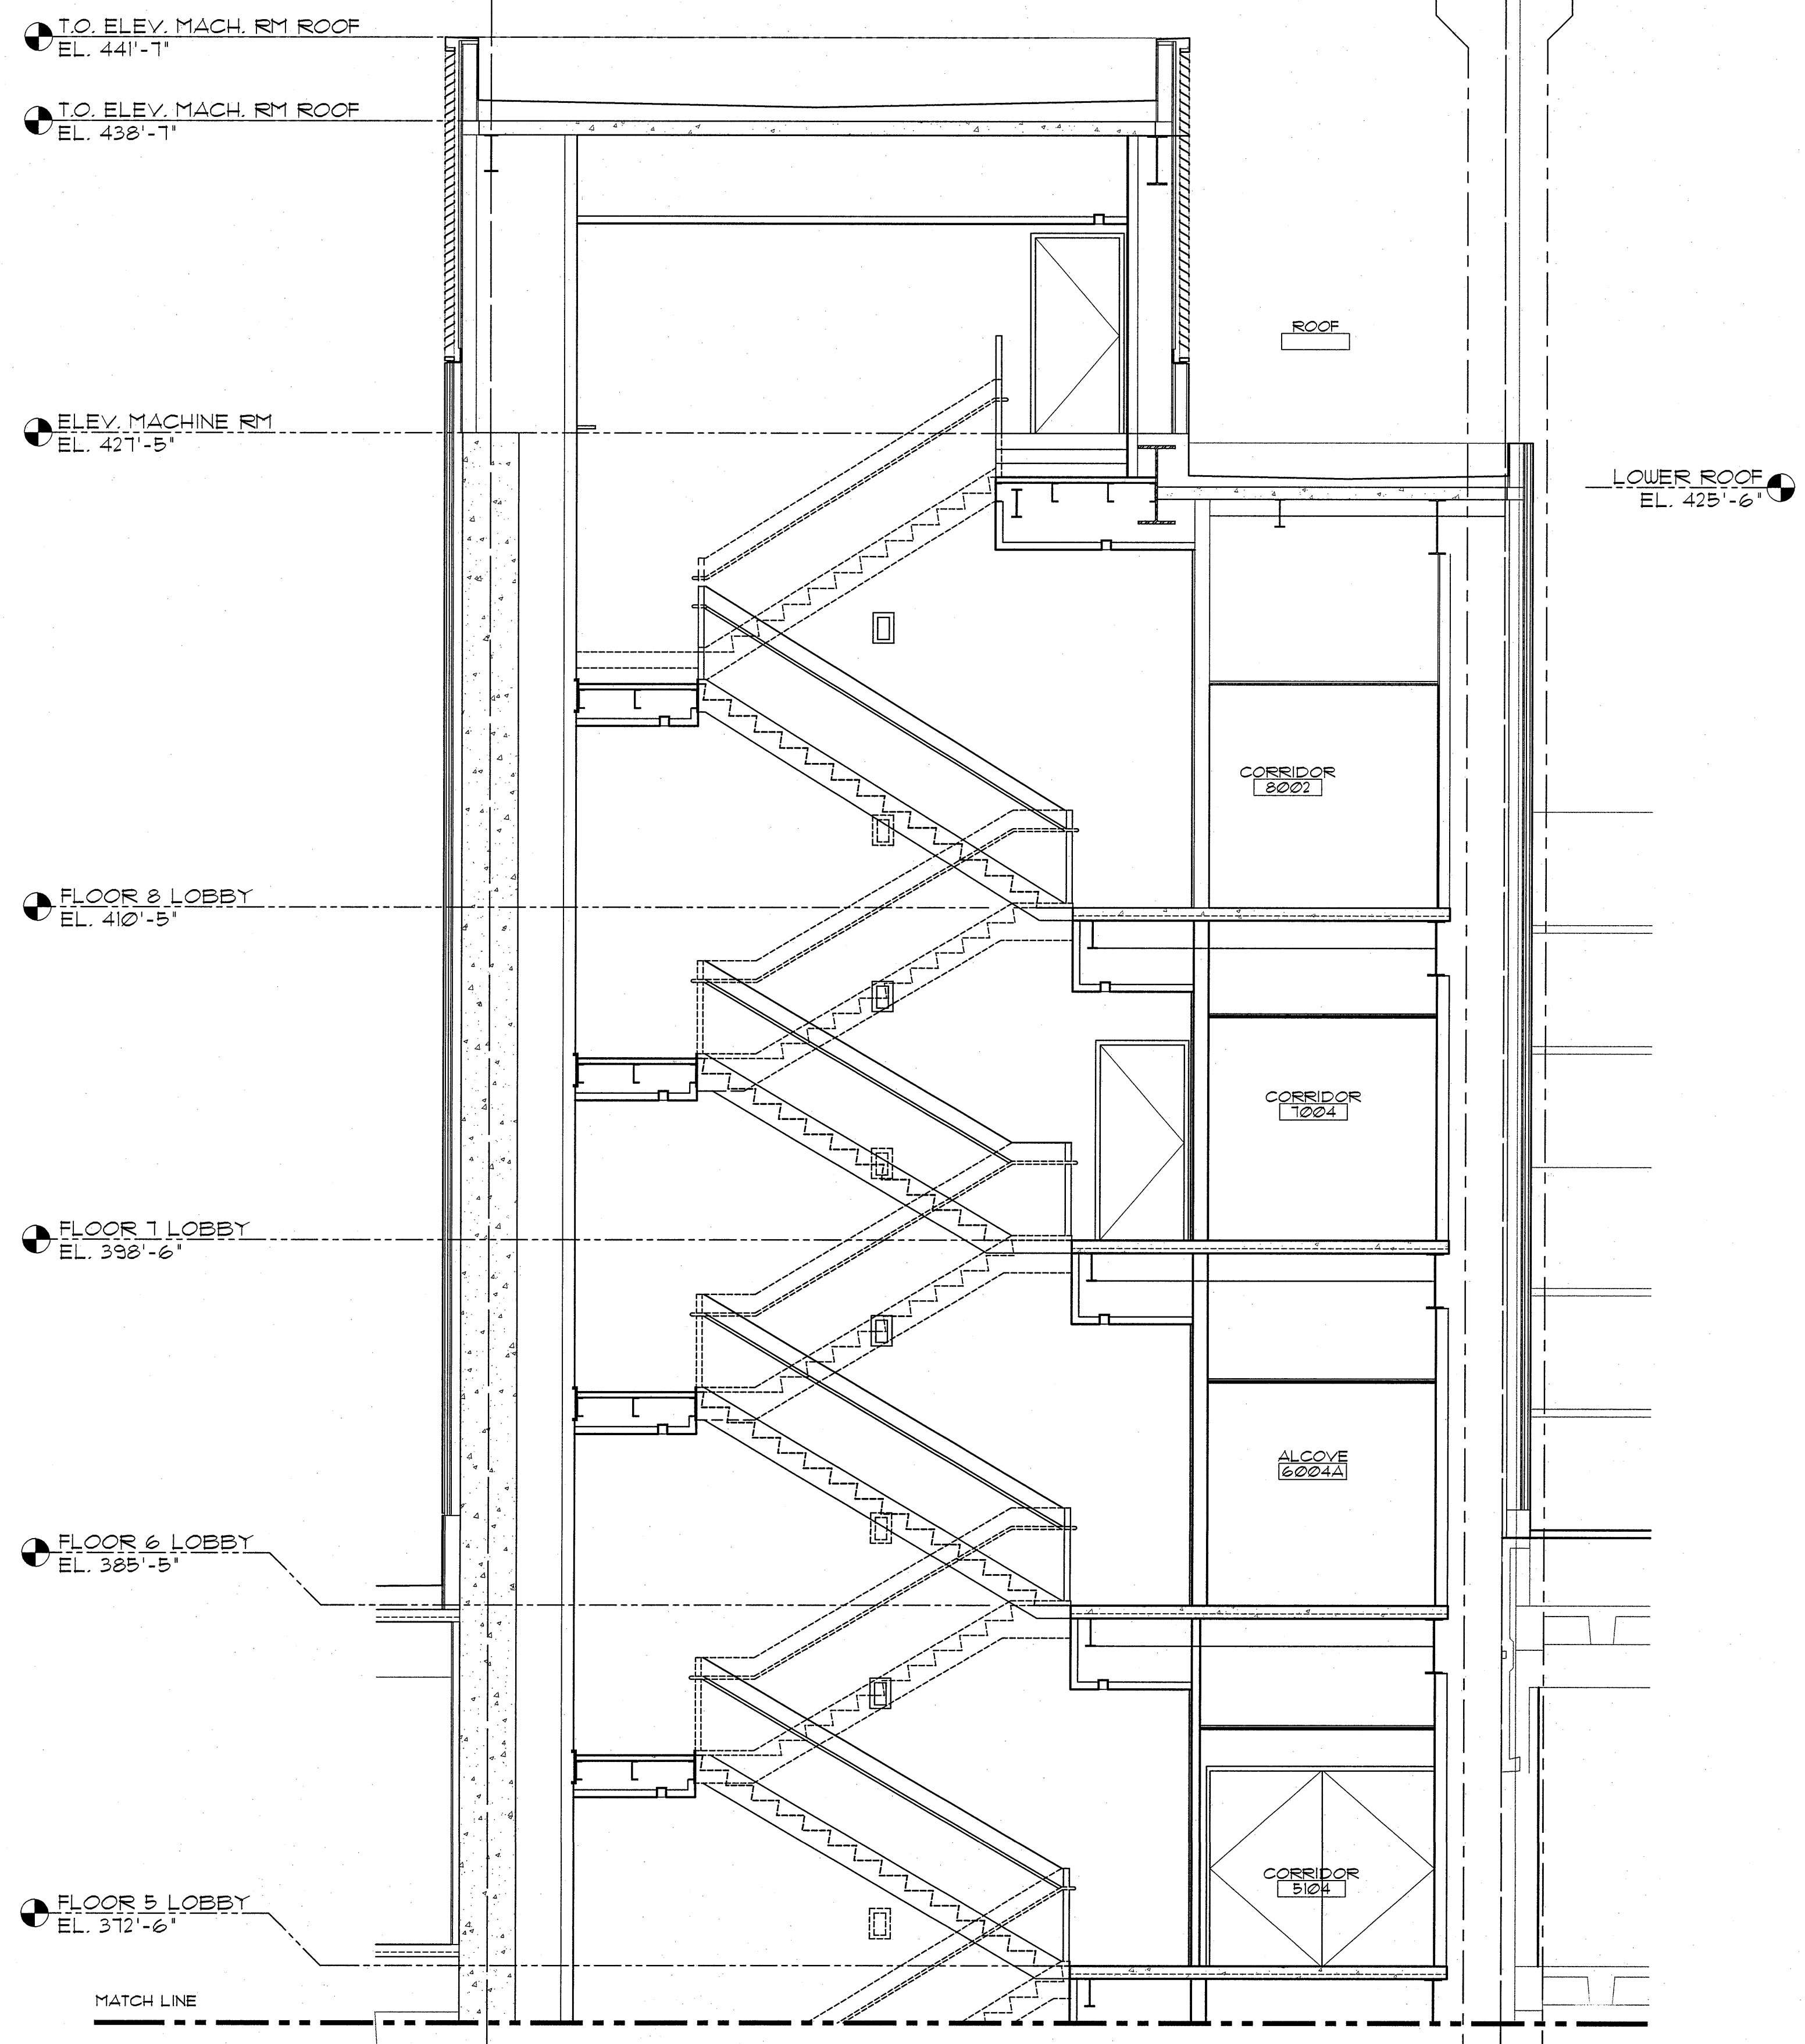 T.O. ELEV. MACH. RM ROOF
EL. 441'-7"
T.O. ELEV. MACH. RM ROOF
EL. 438'-7"
ROOF
ELEV. MACHINE RM
EL. 427'-5"
LOWER ROOF
EL. 425'-6"
CORRIDOR
8002
FLOOR 8 LOBBY
EL. 410'-5"
CORRIDOR
7004
FLOOR 7 LOBBY
EL. 398'-6"
ALCOVE
6004A
FLOOR 6 LOBBY
EL. 385'-5"
CORRIDOR
5104
FLOOR 5 LOBBY
EL. 372'-6"
MATCH LINE